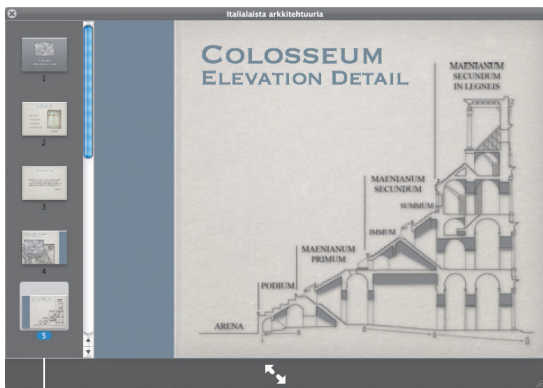 Italialaista arkkitehtuuria
1
2
3
4
5
COLOSSEUM
ELEVATION DETAIL
MAENIANUM
SECUNDUM
IN LEGNEIS
MAENIANUM
SECUNDUM
SUMMUM
IMMUM
MAENIANUM
PRIMUM
PODIUM
ARENA